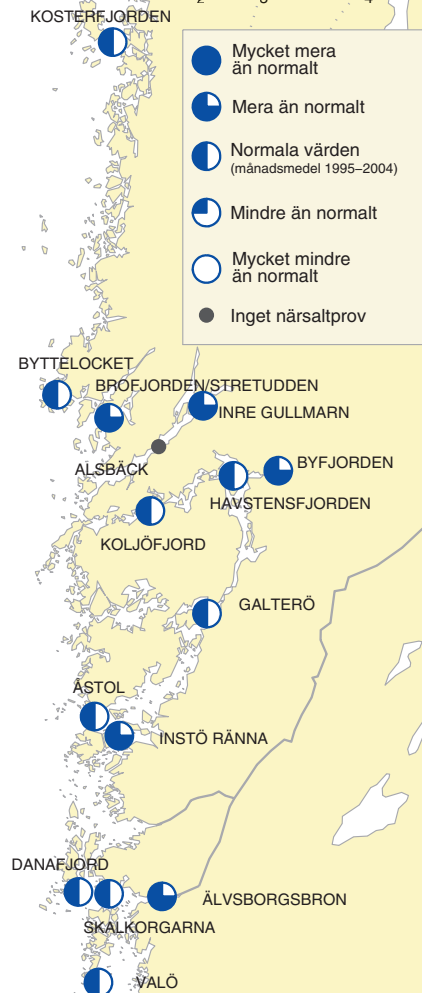 KOSTERFJORDEN
Mycket mera
än normalt
Mera än normalt
Normala värden
(månadsmedel 1995–2004)
Mindre än normalt
Mycket mindre
än normalt
Inget närsaltprov
BYTTELOCKET
BROFJORDEN/STRETUDDEN
INRE GULLMARN
ALSBÄCK
BYFJORDEN
HAVSTENSFJORDEN
KOLJÖFJORD
GALTERÖ
ÅSTOL
INSTÖ RÄNNA
DANAFJORD
ÄLVSBORGSBRON
SKALKORGARNA
VALÖ